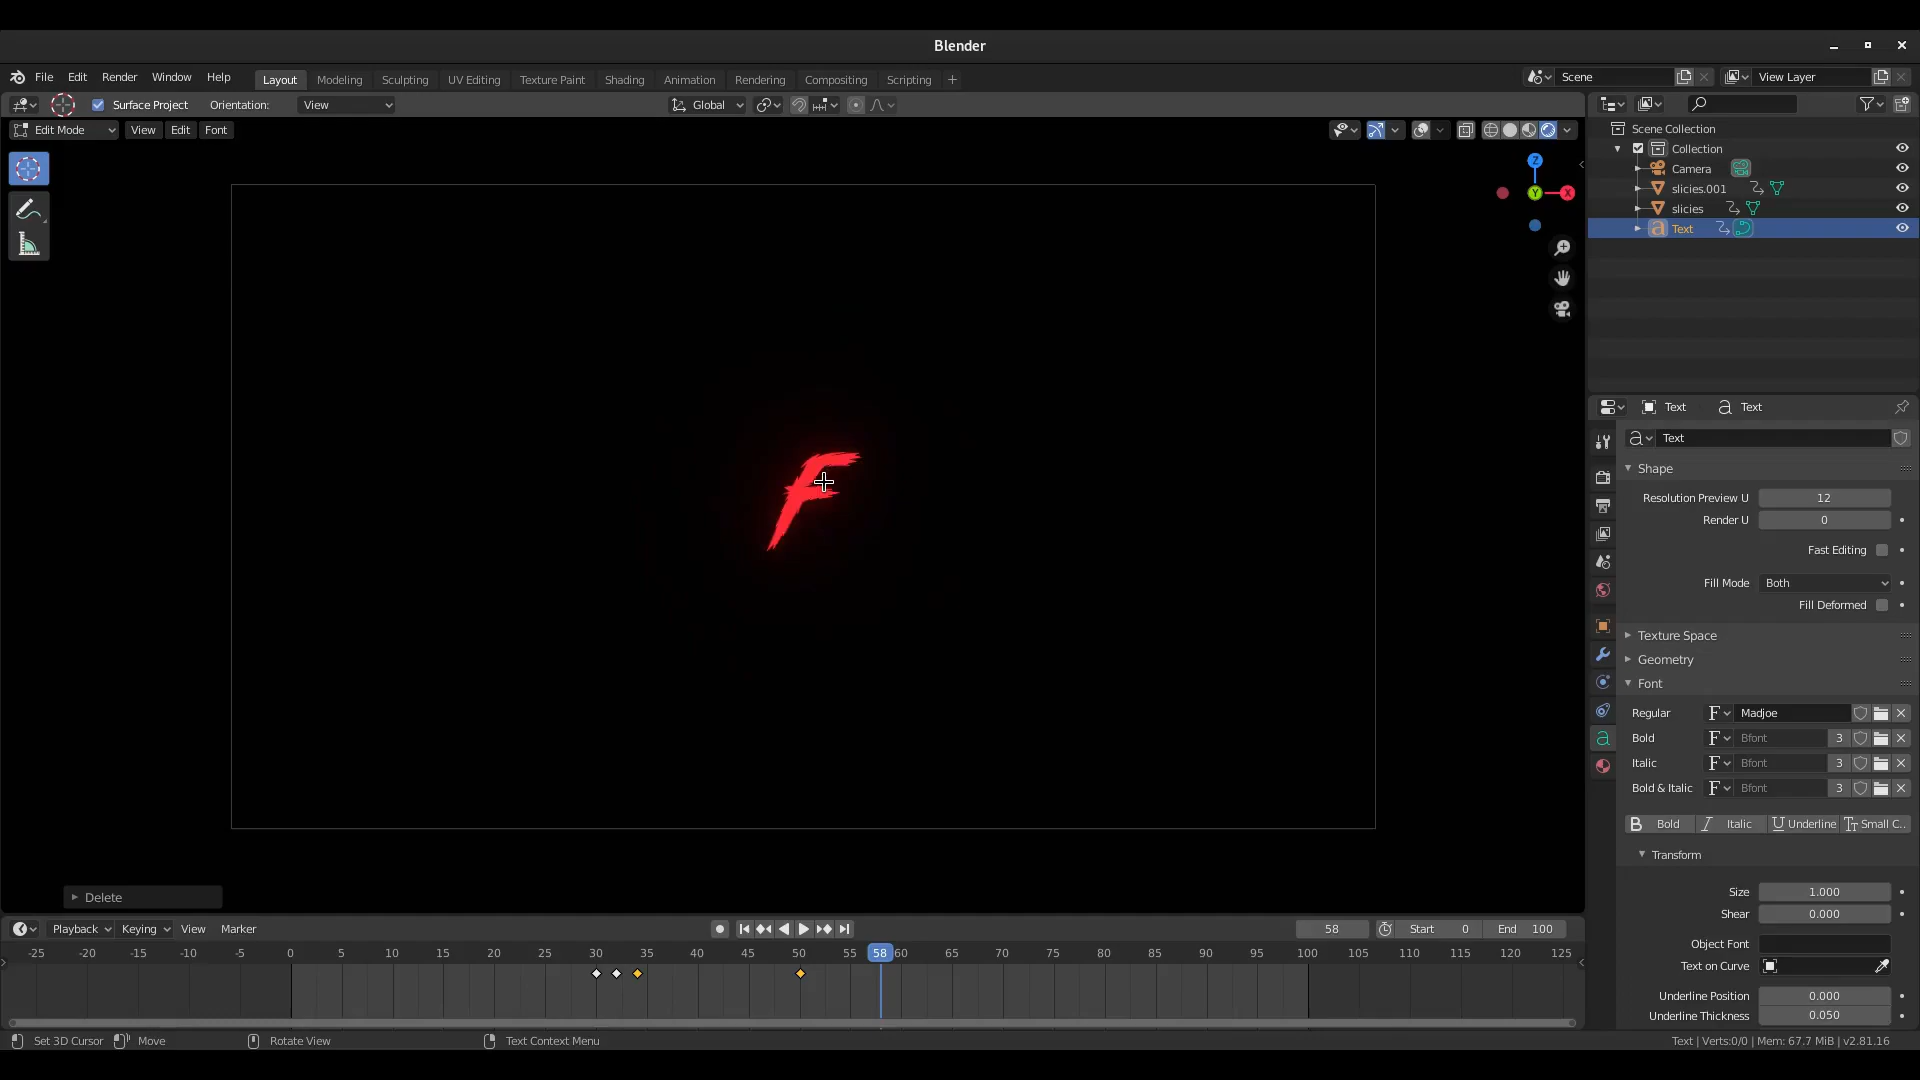 Blender
File Edit Render Window Help
Layout Modeling Sculpting UV Editing Texture Paint Shading Animation Rendering Compositing Scripting +
Scene
View Layer
Surface Project Orientation: View
Global
Edit Mode View Edit Font
Z
Y X
Scene Collection
Collection
Camera
slicies.001
slicies
Text
Text Text
Text
Shape
Resolution Preview U 12
Render U 0
Fast Editing
Fill Mode Both
Fill Deformed
Texture Space
Geometry
Font
Regular F Madjoe
Bold F Bfont 3
Italic F Bfont 3
Bold & Italic F Bfont 3
B Bold I Italic U Underline Tт Small C..
Transform
Size 1.000
Shear 0.000
Object Font
Text on Curve
Underline Position 0.000
Underline Thickness 0.050
F
Delete
Playback Keying View Marker
58 Start 0 End 100
-25 -20 -15 -10 -5 0 5 10 15 20 25 30 35 40 45 50 55 58 60 65 70 75 80 85 90 95 100 105 110 115 120 125
Set 3D Cursor Move Rotate View Text Context Menu
Text | Verts:0/0 | Mem: 67.7 MiB | v2.81.16